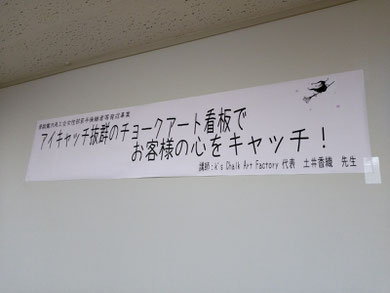 アイキャッチ抜群のチョークアート看板で
お客様の心をキャッチ!
講師:k's Chalk Art Factory 代表 土井香織 先生